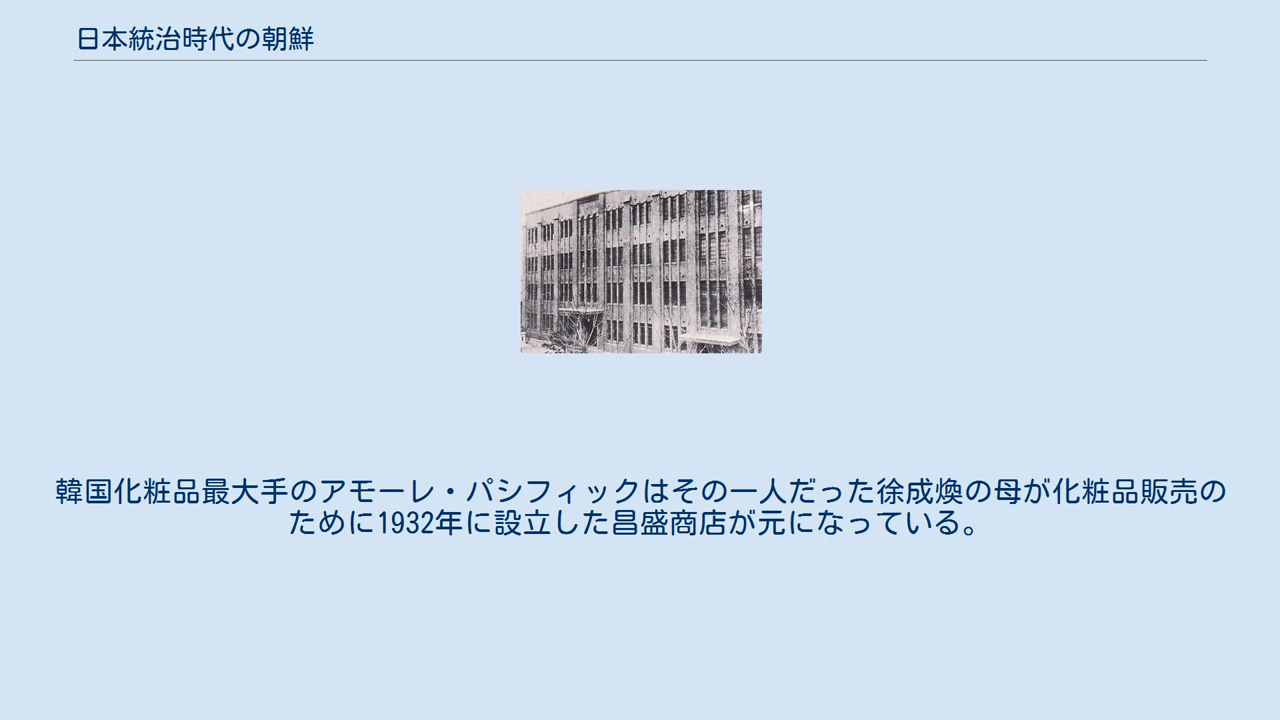 日本統治時代の朝鮮
韓国化粧品最大手のアモーレ・パシフィックはその一人だった徐成煥の母が化粧品販売の
ために1932年に設立した昌盛商店が元になっている。